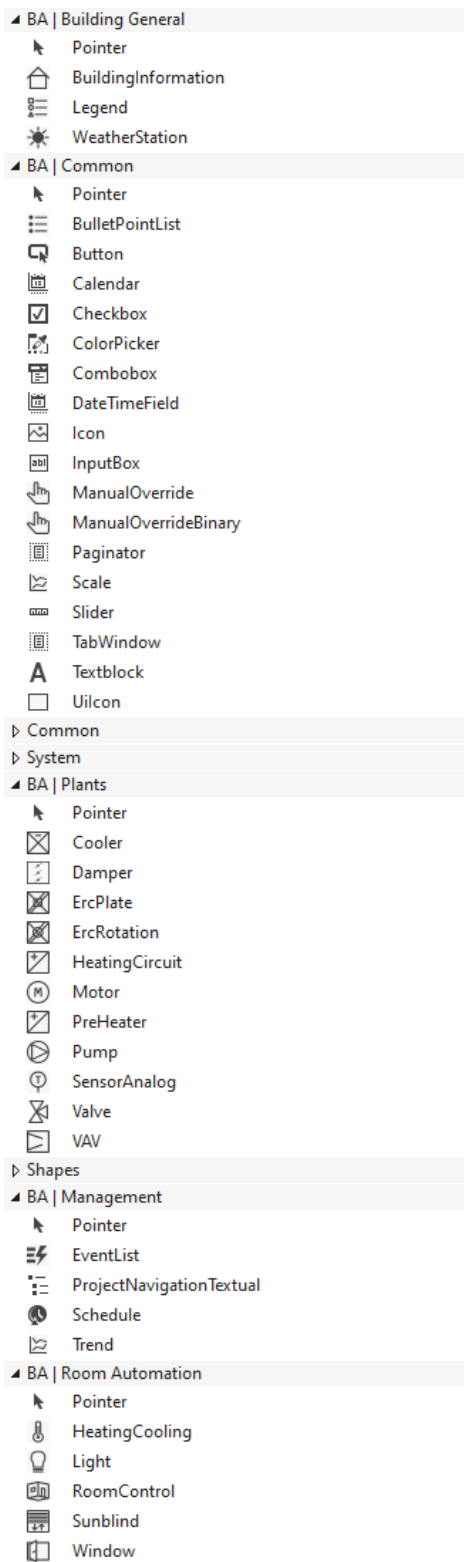 BA | Building General
Pointer
BuildingInformation
Legend
WeatherStation
BA | Common
Pointer
BulletPointList
Button
Calendar
Checkbox
ColorPicker
Combobox
DateTimeField
Icon
InputBox
ManualOverride
ManualOverrideBinary
Paginator
Scale
Slider
TabWindow
Textblock
UiIcon
Common
System
BA | Plants
Pointer
Cooler
Damper
ErcPlate
ErcRotation
HeatingCircuit
Motor
PreHeater
Pump
SensorAnalog
Valve
VAV
Shapes
BA | Management
Pointer
EventList
ProjectNavigationTextual
Schedule
Trend
BA | Room Automation
Pointer
HeatingCooling
Light
RoomControl
Sunblind
Window